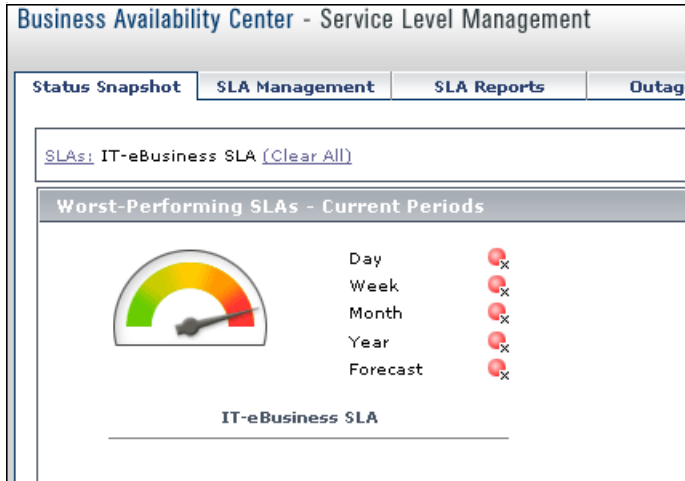 Business Availability Center - Service Level Management
Status Snapshot SLA Management SLA Reports Outag
SLAs: IT-eBusiness SLA (Clear All)
Worst-Performing SLAs - Current Periods
Day
Week
Month
Year
Forecast
IT-eBusiness SLA